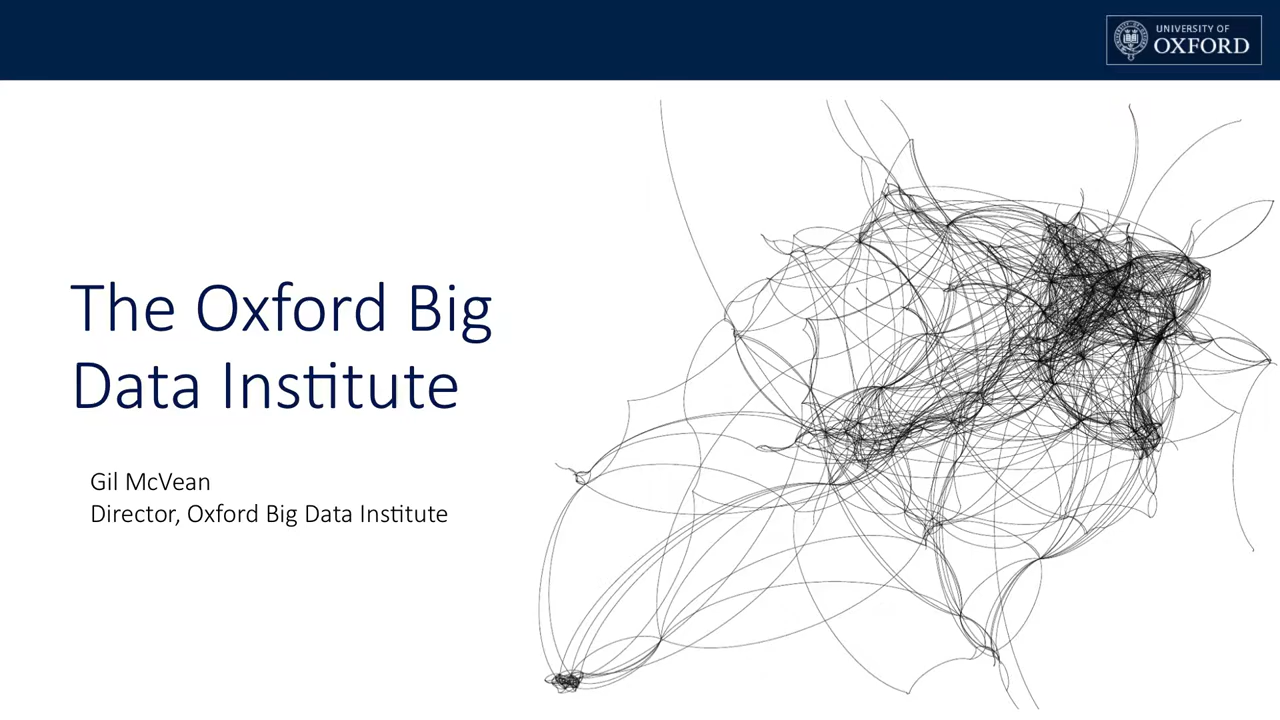 UNIVERSITY OF
OXFORD
The Oxford Big
Data Institute
Gil McVean
Director, Oxford Big Data Institute